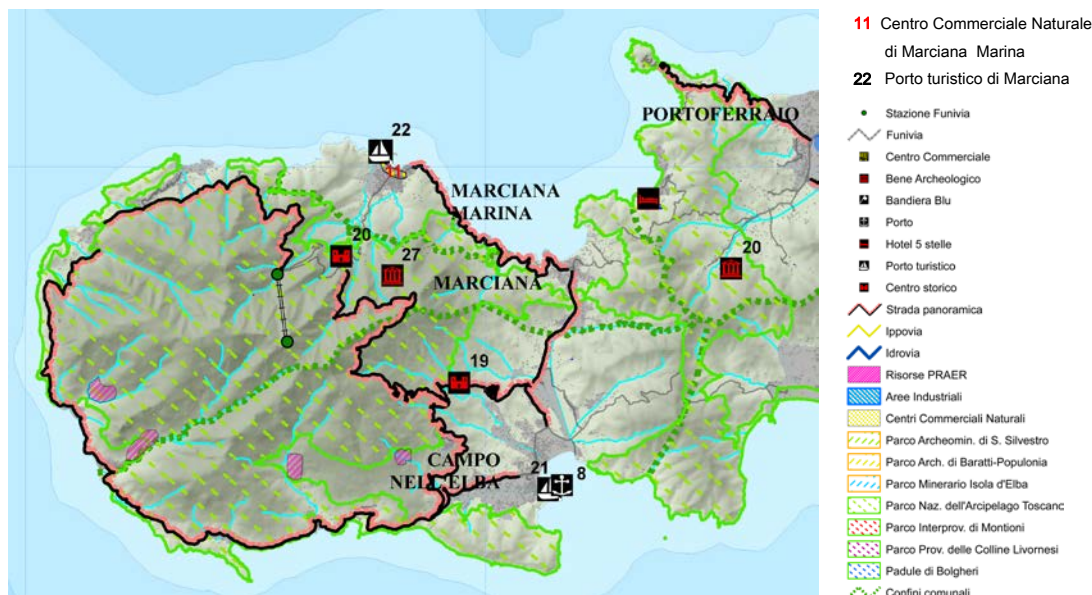 11 Centro Commerciale Naturale
di Marciana Marina
22 Porto turistico di Marciana
Stazione Funivia
Funivia
Centro Commerciale
Bene Archeologico
Bandiera Blu
Porto
Hotel 5 stelle
Porto turistico
Centro storico
Strada panoramica
Ippovia
Idrovia
Risorse PRAER
Aree Industriali
Centri Commerciali Naturali
Parco Archeomin. di S. Silvestro
Parco Arch. di Baratti-Populonia
Parco Minerario Isola d'Elba
Parco Naz. dell'Arcipelago Toscano
Parco Interprov. di Montioni
Parco Prov. delle Colline Livornesi
Padule di Bolgheri
Confini comunali
PORTOFERRAIO
22
MARCIANA
MARINA
20
27
20
MARCIANA
19
CAMPO
NELL'ELBA
21
8